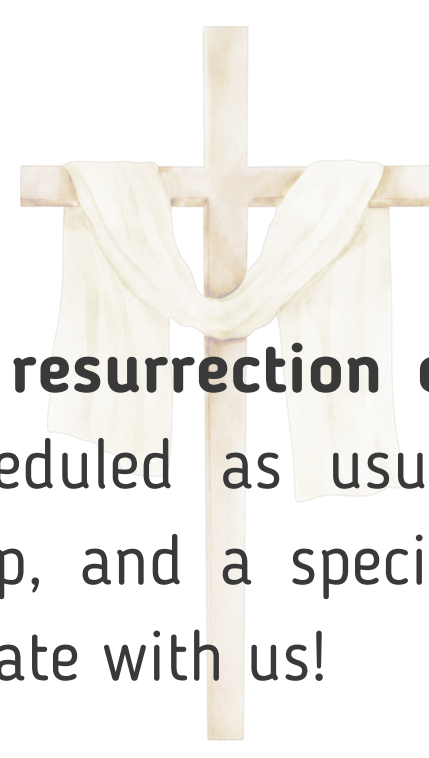 resurrection
eduled as usu
p, and a speci
ate with us!